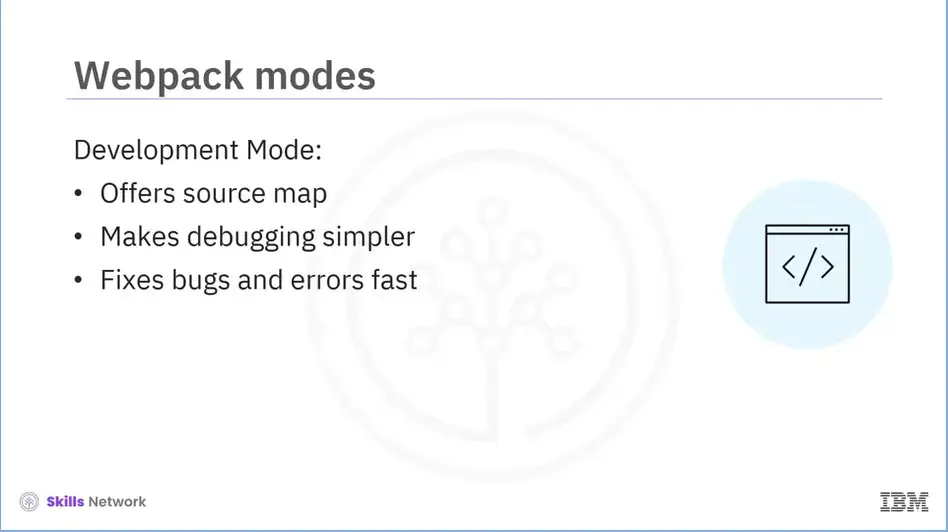 Webpack modes
Development Mode:
• Offers source map
• Makes debugging simpler
• Fixes bugs and errors fast
</>
Skills Network
IBM